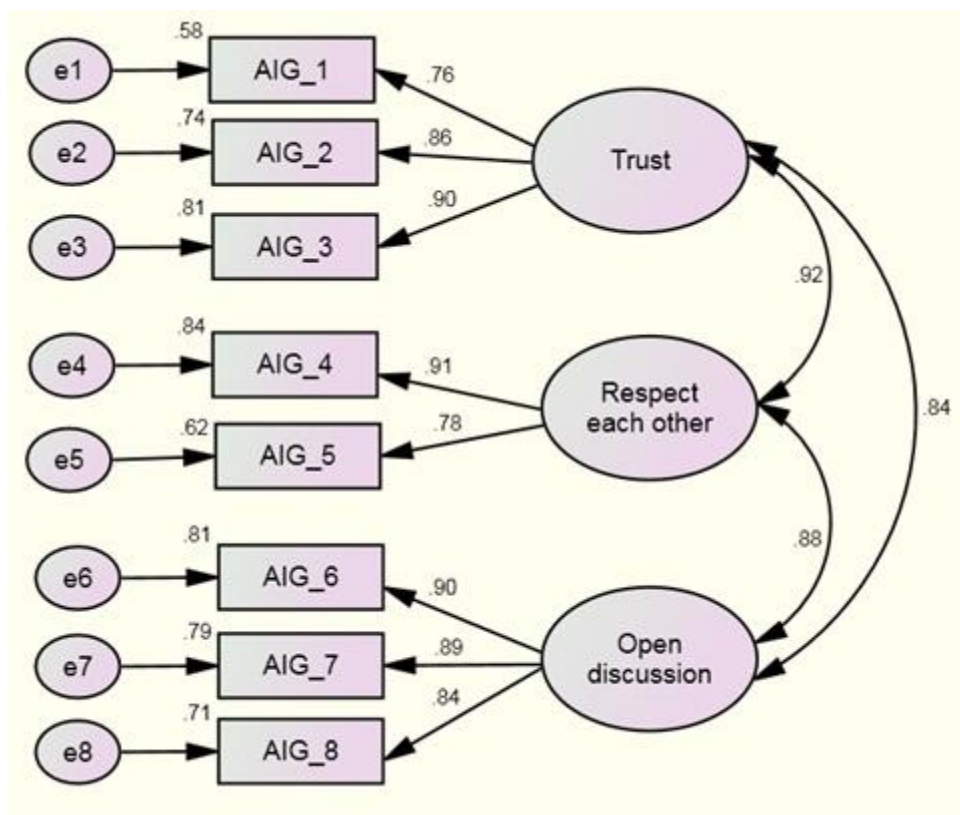 .58
e1
AIG_1
.76
.74
e2
AIG_2
.86
Trust
.81
.90
e3
AIG_3
.92
.84
e4
AIG_4
.91
Respect
each other
.84
.62
.78
e5
AIG_5
.88
.81
e6
AIG_6
.90
.79
.89
Open
discussion
e7
AIG_7
.84
.71
e8
AIG_8